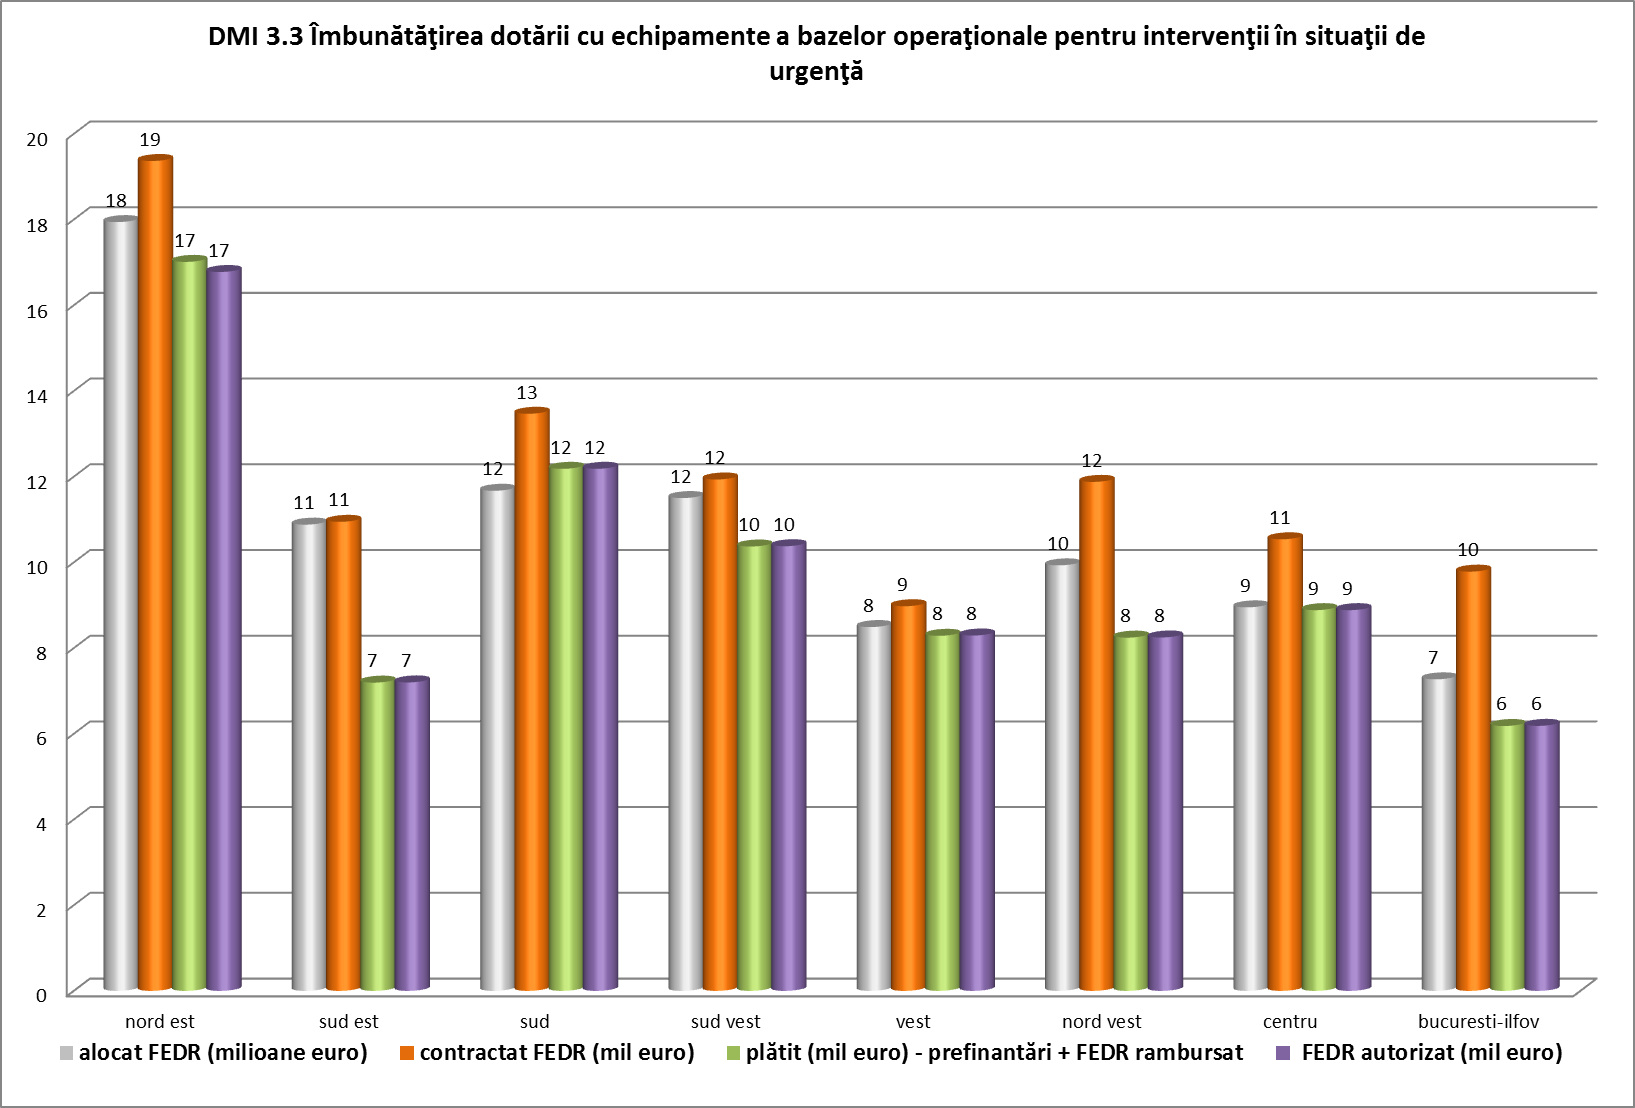 DMI 3.3 Îmbunătăţirea dotării cu echipamente a bazelor operaţionale pentru intervenţii în situaţii de
urgenţă
20
18
16
14
12
10
8
6
4
2
0
18 19 17 17
11 11 7 7
12 13 12 12
12 12 10 10
8 9 8 8
10 12 8 8
9 11 9 9
7 10 6 6
nord est sud est sud sud vest vest nord vest centru bucuresti-ilfov
alocat FEDR (milioane euro) contractat FEDR (mil euro) plătit (mil euro) - prefinantări + FEDR rambursat FEDR autorizat (mil euro)